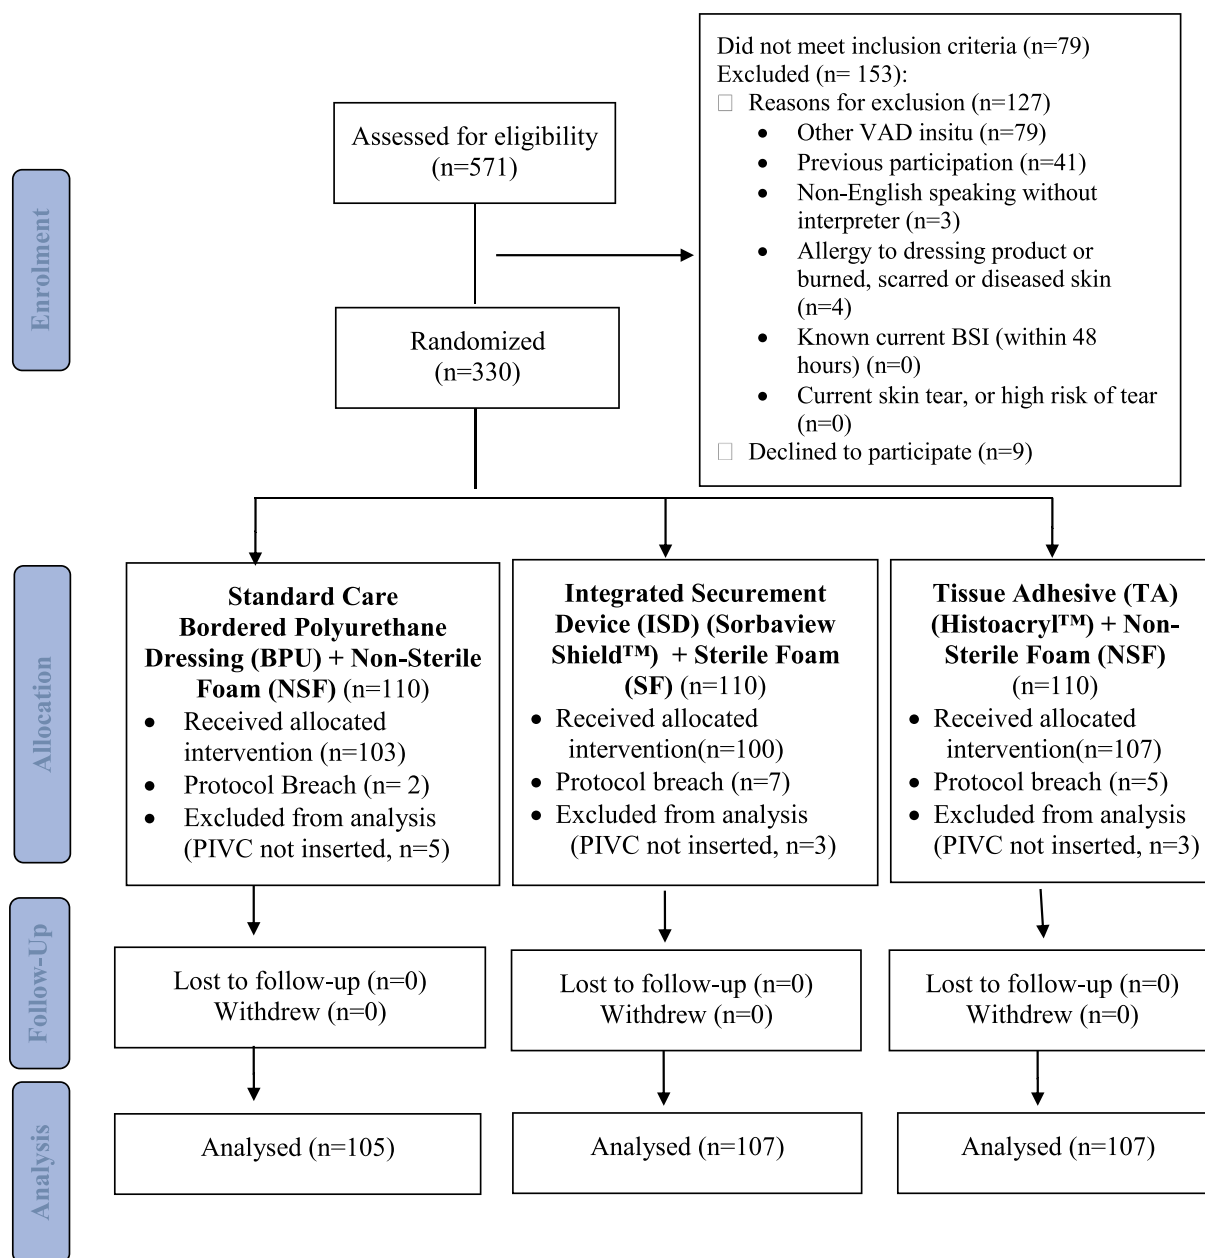 Enrolment
Assessed for eligibility
(n=571)
Did not meet inclusion criteria (n=79)
Excluded (n= 153):
Reasons for exclusion (n=127)
• Other VAD insitu (n=79)
• Previous participation (n=41)
• Non-English speaking without
interpreter (n=3)
• Allergy to dressing product or
burned, scarred or diseased skin
(n=4)
• Known current BSI (within 48
hours) (n=0)
• Current skin tear, or high risk of tear
(n=0)
Declined to participate (n=9)
Randomized
(n=330)
Allocation
Standard Care
Bordered Polyurethane
Dressing (BPU) + Non-Sterile
Foam (NSF) (n=110)
• Received allocated
intervention (n=103)
• Protocol Breach (n= 2)
• Excluded from analysis
(PIVC not inserted, n=5)
Integrated Securement
Device (ISD) (Sorbaview
Shield™) + Sterile Foam
(SF) (n=110)
• Received allocated
intervention(n=100)
• Protocol breach (n=7)
• Excluded from analysis
(PIVC not inserted, n=3)
Tissue Adhesive (TA)
(Histoacryl™) + Non-
Sterile Foam (NSF)
(n=110)
• Received allocated
intervention(n=107)
• Protocol breach (n=5)
• Excluded from analysis
(PIVC not inserted, n=3)
Follow-Up
Lost to follow-up (n=0)
Withdrew (n=0)
Lost to follow-up (n=0)
Withdrew (n=0)
Lost to follow-up (n=0)
Withdrew (n=0)
Analysis
Analysed (n=105)
Analysed (n=107)
Analysed (n=107)